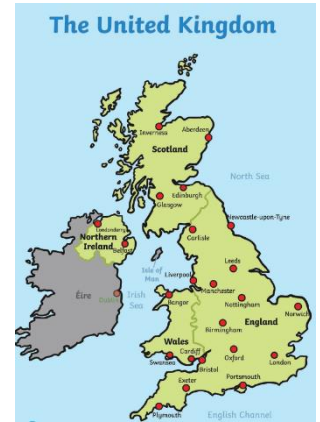 The United Kingdom
Inverness
Aberdeen
Scotland
North Sea
Edinburgh
Glasgow
Newcastle-upon-Tyne
Londonderry
Northern
Ireland
Belfast
Carlisle
Isle of
Man
Leeds
Liverpool
Manchester
Éire
Dublin
Irish
Sea
Bangor
Nottingham
Norwich
Birmingham
England
Wales
Swansea
Cardiff
Oxford
London
Bristol
Portsmouth
Exeter
Plymouth
English Channel